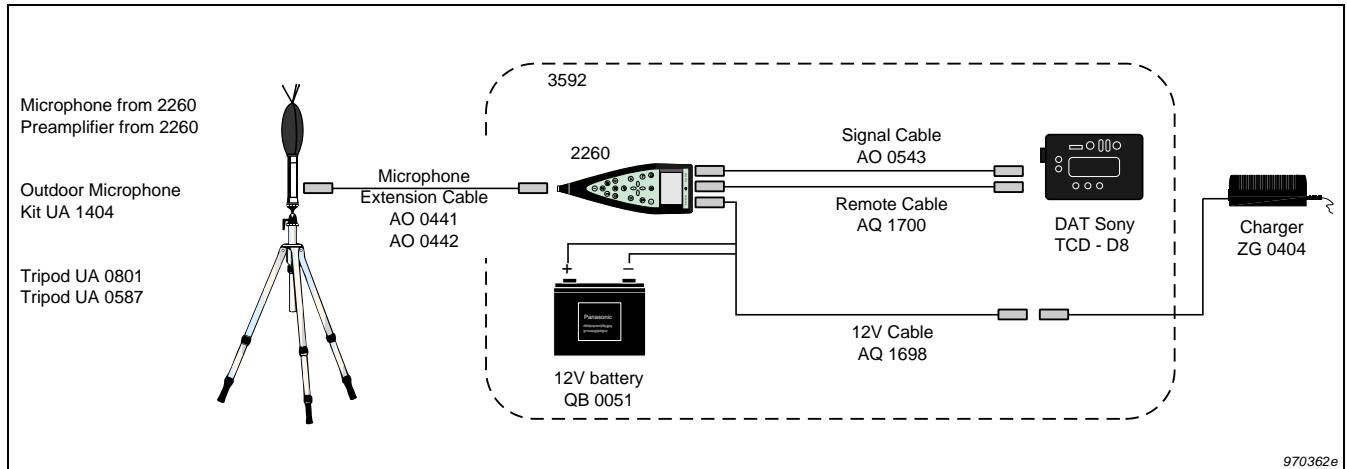 Microphone from 2260
Preamplifier from 2260
Outdoor Microphone
Kit UA 1404
Tripod UA 0801
Tripod UA 0587
Microphone
Extension Cable
AO 0441
AO 0442
3592
2260
Signal Cable
AO 0543
Remote Cable
AQ 1700
DAT Sony
TCD - D8
Charger
ZG 0404
+ –
Panasonic
12V battery
QB 0051
12V Cable
AQ 1698
970362e